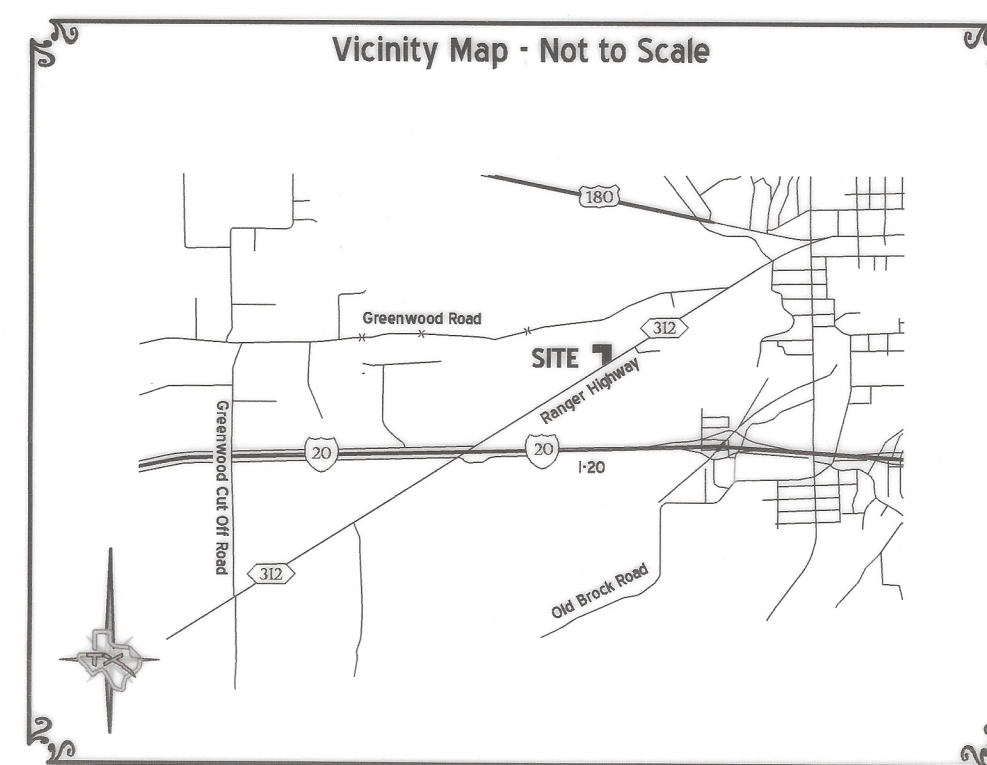 Vicinity Map - Not to Scale
180
Greenwood Road
312
SITE
Ranger Highway
20
20
I-20
Greenwood Cut Off Road
312
Old Brock Road
TX